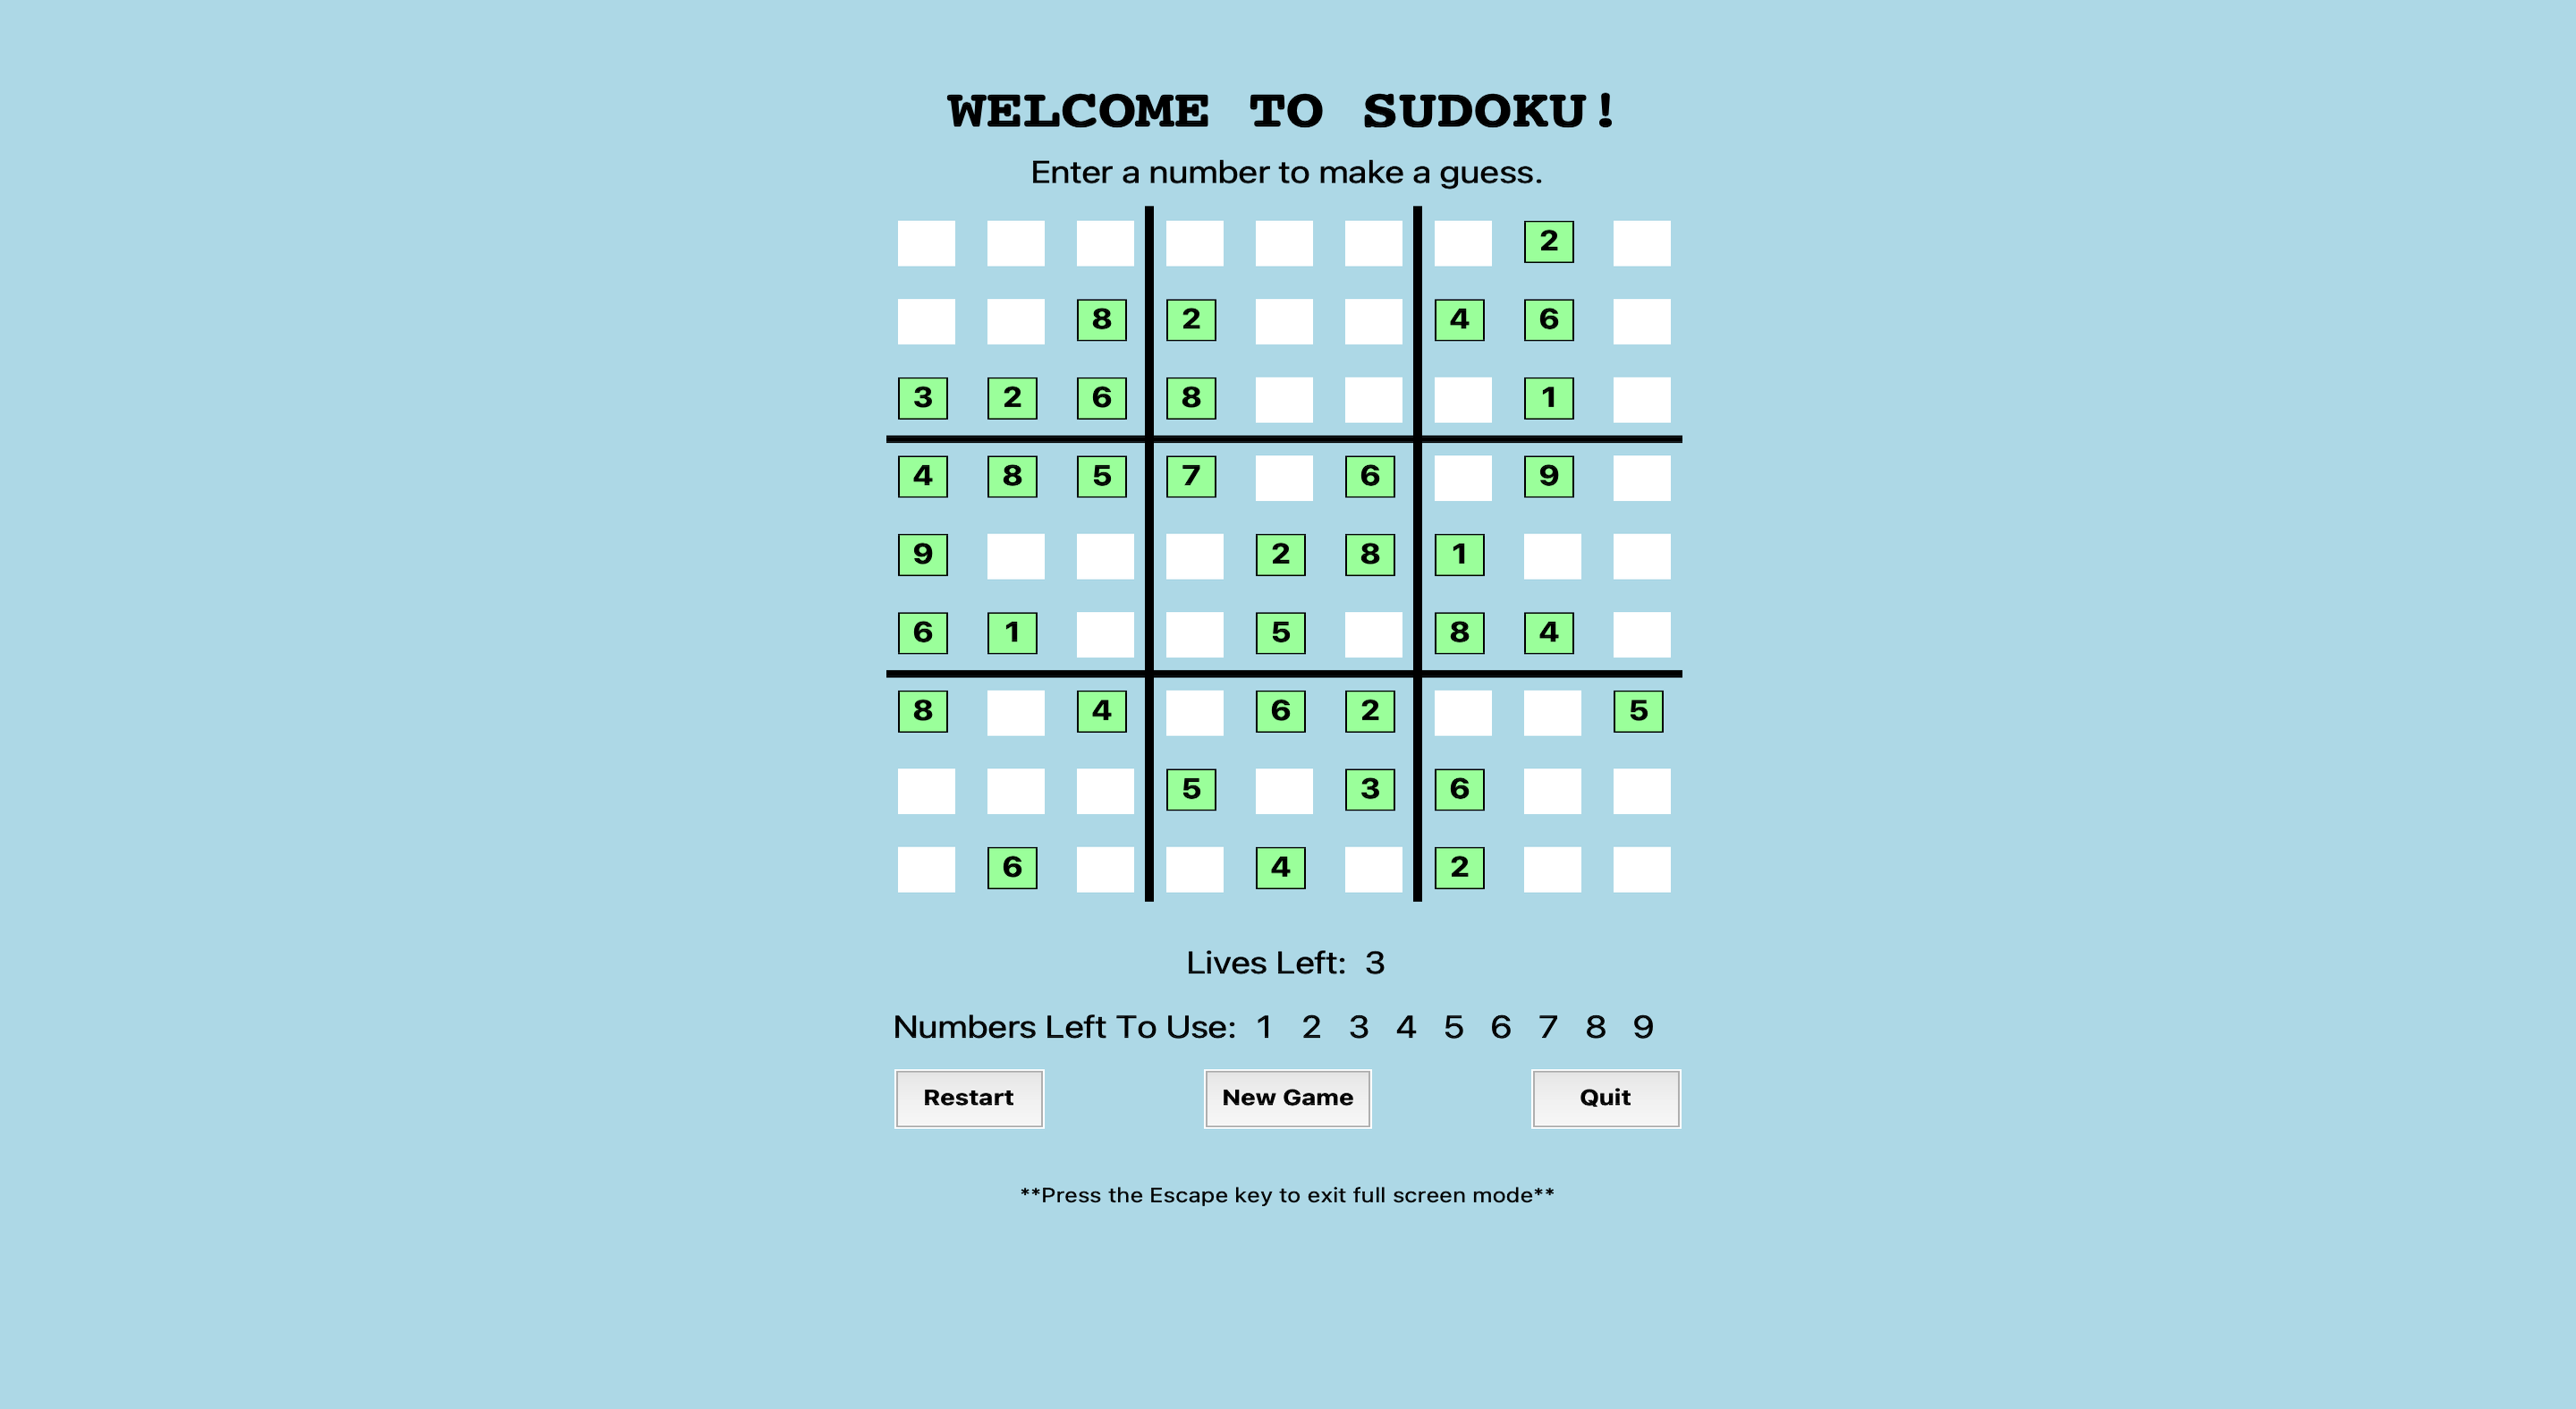 WELCOME TO SUDOKU!
Enter a number to make a guess.
2
8 2 4 6
3 2 6 8 1
4 8 5 7 6 9
9 2 8 1
6 1 5 8 4
8 4 6 2 5
5 3 6
6 4 2
Lives Left: 3
Numbers Left To Use: 1 2 3 4 5 6 7 8 9
Restart New Game Quit
**Press the Escape key to exit full screen mode**